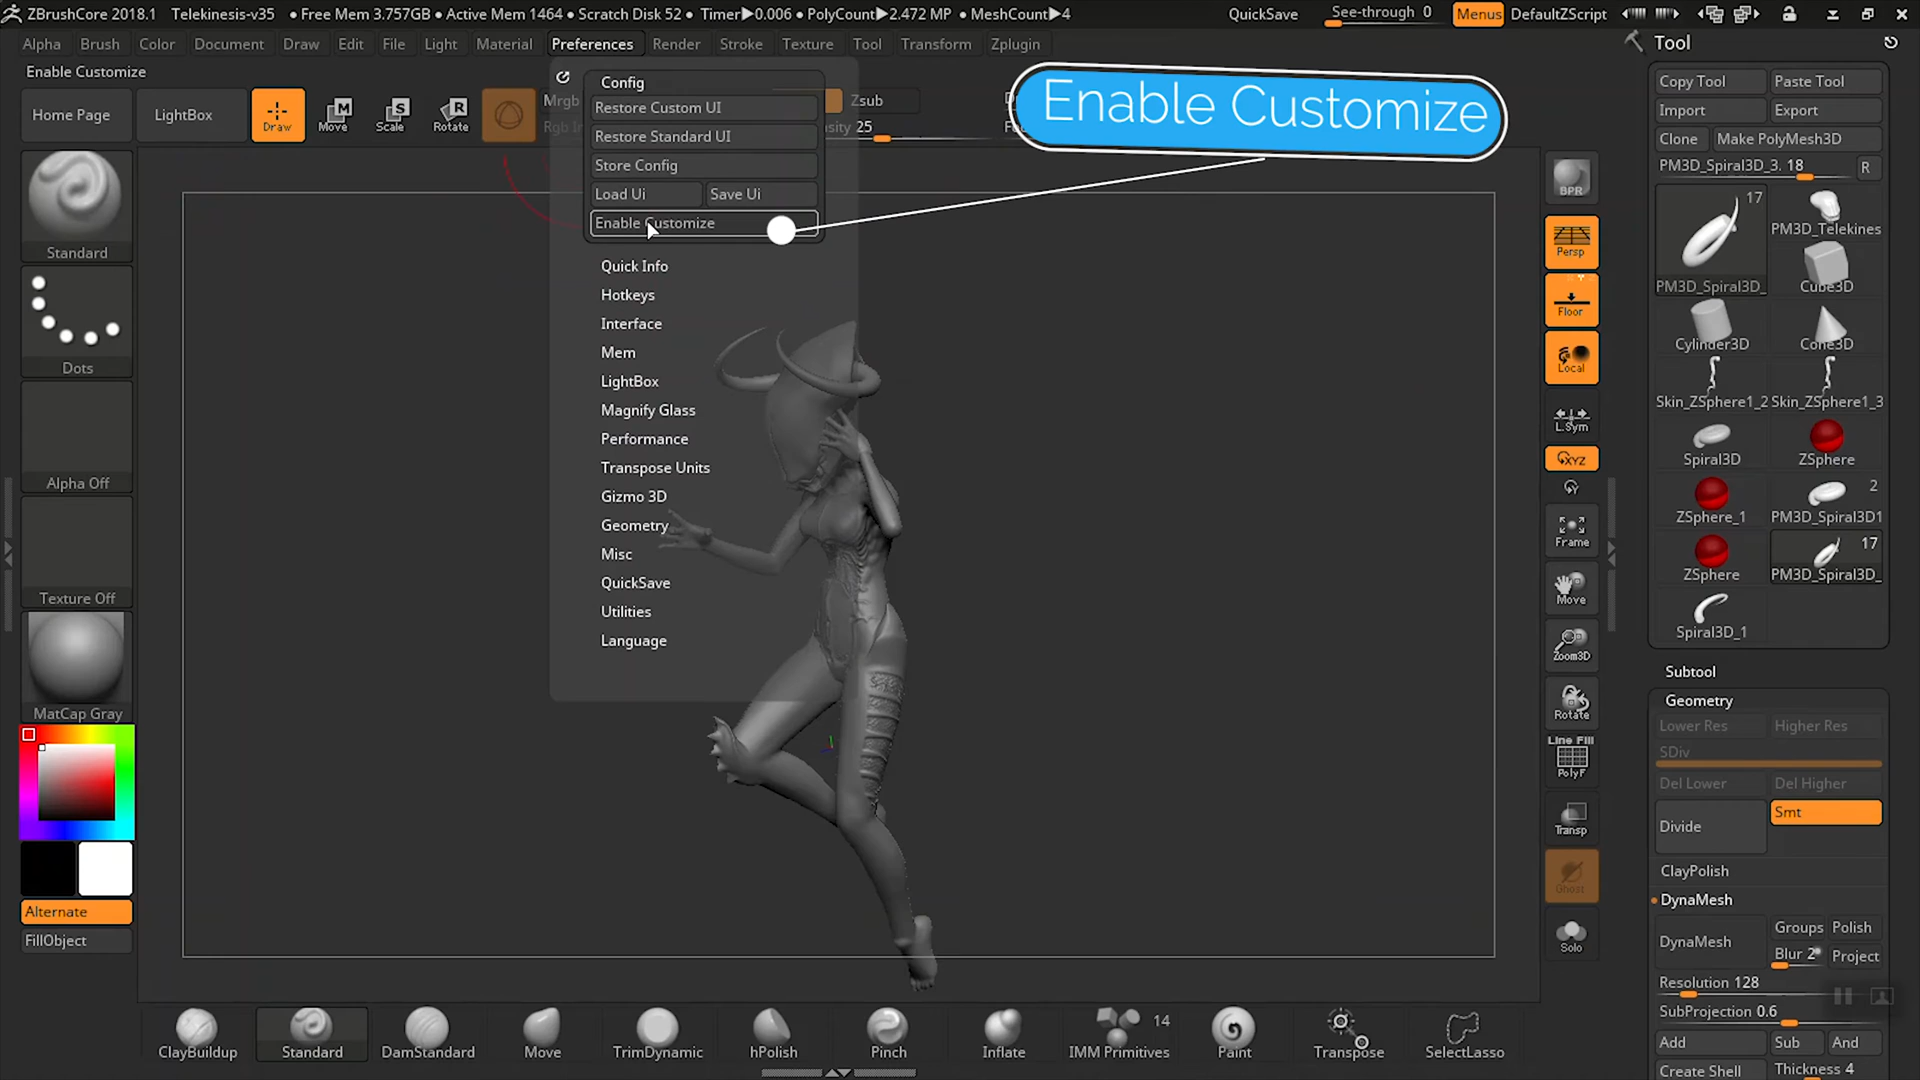 ZBrushCore 2018.1 Telekinesis-v35 • Free Mem 3.757GB • Active Mem 1464 • Scratch Disk 52 • Timer▶0.006 • PolyCount▶2.472 MP • MeshCount▶4 QuickSave See-through 0 Menus DefaultZScript
Alpha Brush Color Document Draw Edit File Light Material Preferences Render Stroke Texture Tool Transform Zplugin
Tool
Enable Customize
Home Page
LightBox
Draw
Move
Scale
Rotate
Mrgb
Zsub
25
Config
Restore Custom UI
Restore Standard UI
Store Config
Load Ui Save Ui
Enable Customize
Quick Info
Hotkeys
Interface
Mem
LightBox
Magnify Glass
Performance
Transpose Units
Gizmo 3D
Geometry
Misc
QuickSave
Utilities
Language
Enable Customize
Standard
Dots
Alpha Off
Texture Off
MatCap Gray
Alternate
FillObject
BPR
Persp
Floor
Local
L.Sym
XYZ
Frame
Move
Zoom3D
Rotate
Line Fill
PolyF
Transp
Ghost
Solo
Copy Tool Paste Tool
Import Export
Clone Make PolyMesh3D
PM3D_Spiral3D_3. 18 R
17
PM3D_Spiral3D_
PM3D_Telekines
Cube3D
Cylinder3D Cone3D
Skin_ZSphere1_2 Skin_ZSphere1_3
Spiral3D ZSphere
2
ZSphere_1 PM3D_Spiral3D1
17
ZSphere PM3D_Spiral3D_
Spiral3D_1
Subtool
Geometry
Lower Res Higher Res
SDiv
Del Lower Del Higher
Divide Smt
ClayPolish
DynaMesh
DynaMesh
Groups Polish
Blur 2 Project
Resolution 128
SubProjection 0.6
Add Sub And
Create Shell Thickness 4
ClayBuildup Standard DamStandard Move TrimDynamic hPolish Pinch Inflate IMM Primitives 14 Paint Transpose SelectLasso